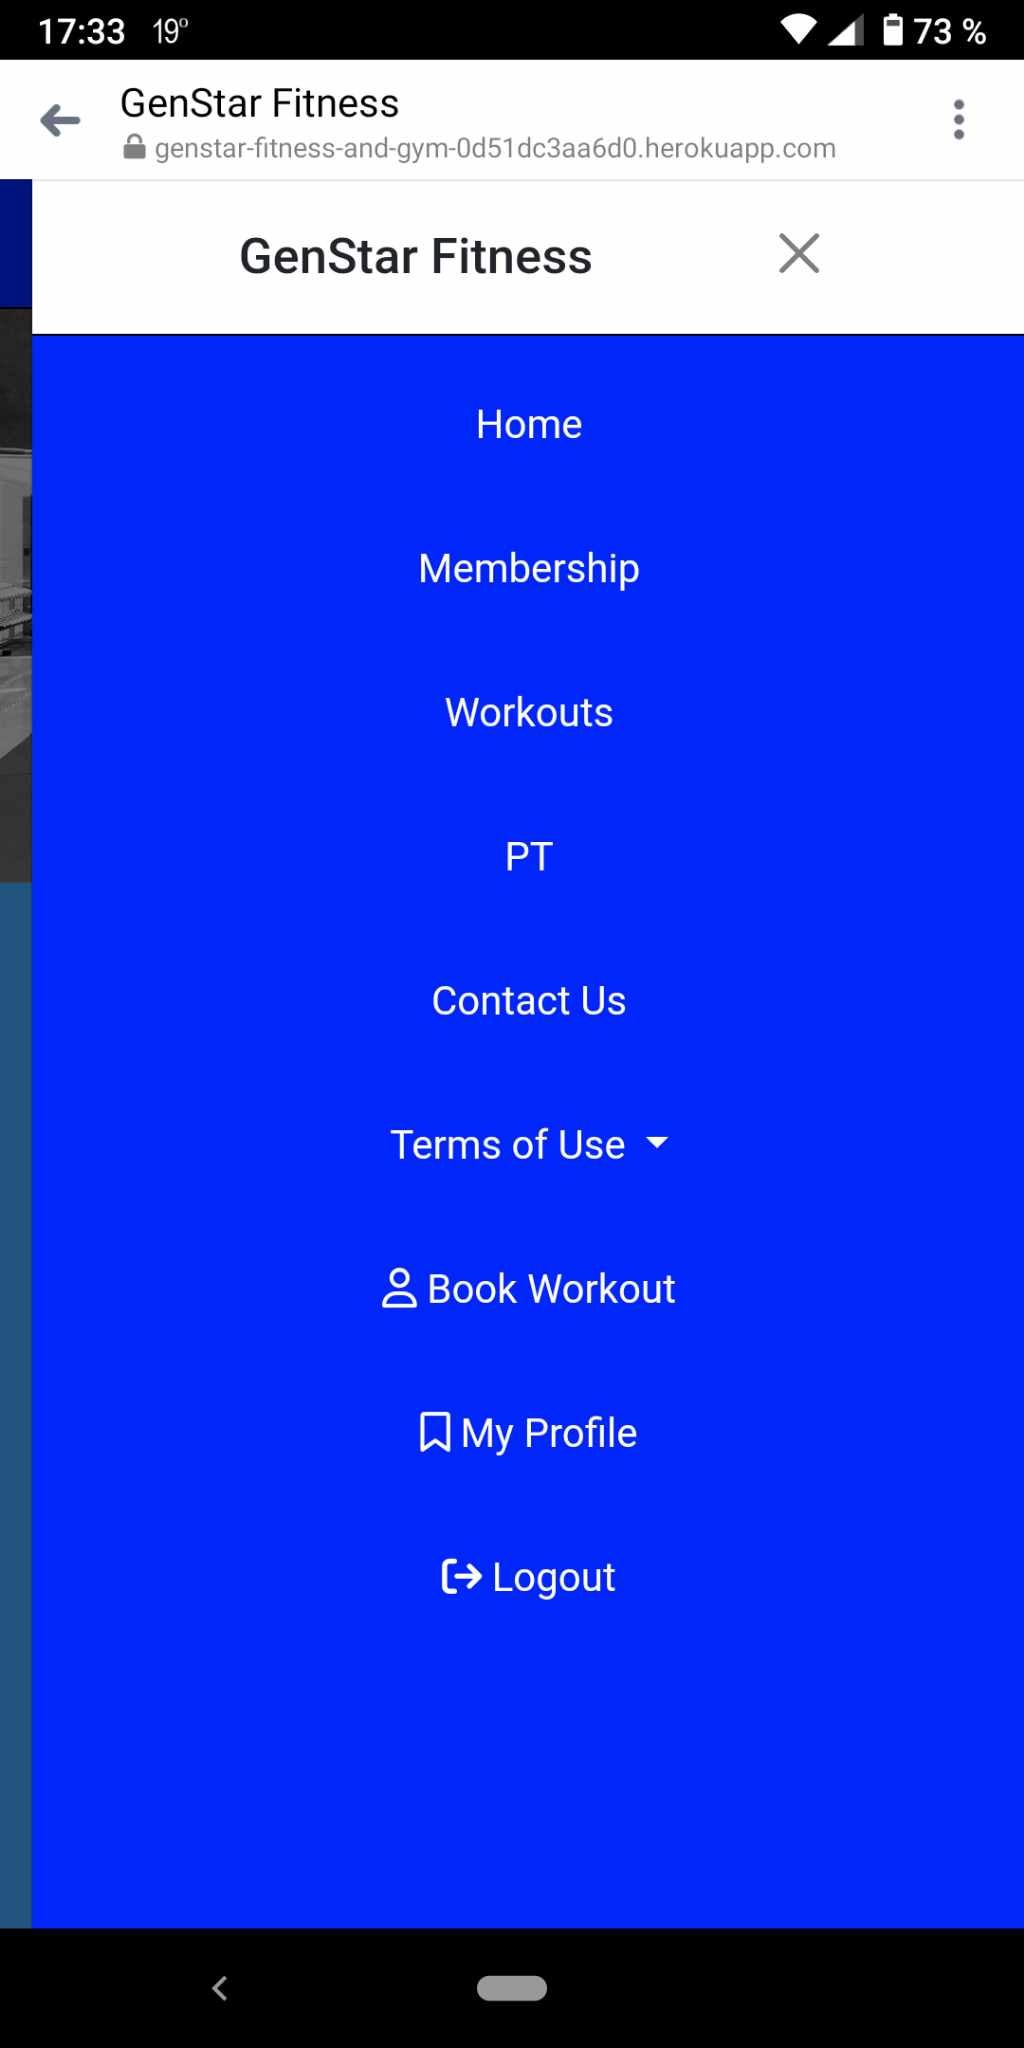 17:33 19° 73 %
GenStar Fitness
genstar-fitness-and-gym-0d51dc3aa6d0.herokuapp.com
GenStar Fitness
Home
Membership
Workouts
PT
Contact Us
Terms of Use
Book Workout
My Profile
Logout